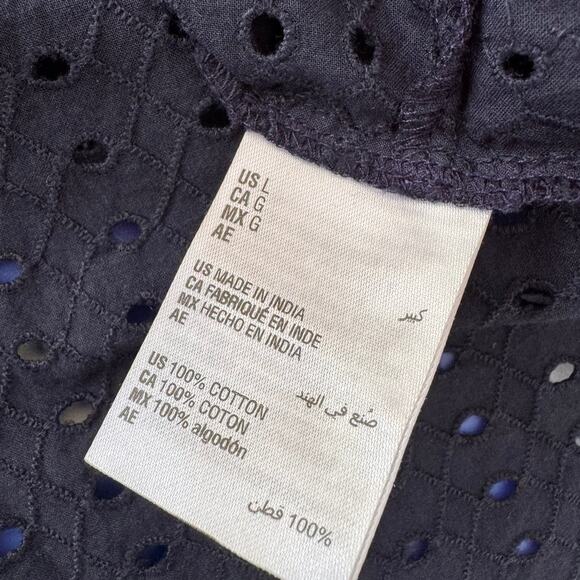 US L
CA G
MX G
AE كبير
US MADE IN INDIA
CA FABRIQUÉ EN INDE
MX HECHO EN INDIA
AE صُنع في الهند
US 100% COTTON
CA 100% COTON
MX 100% algodón
AE 100% قطن